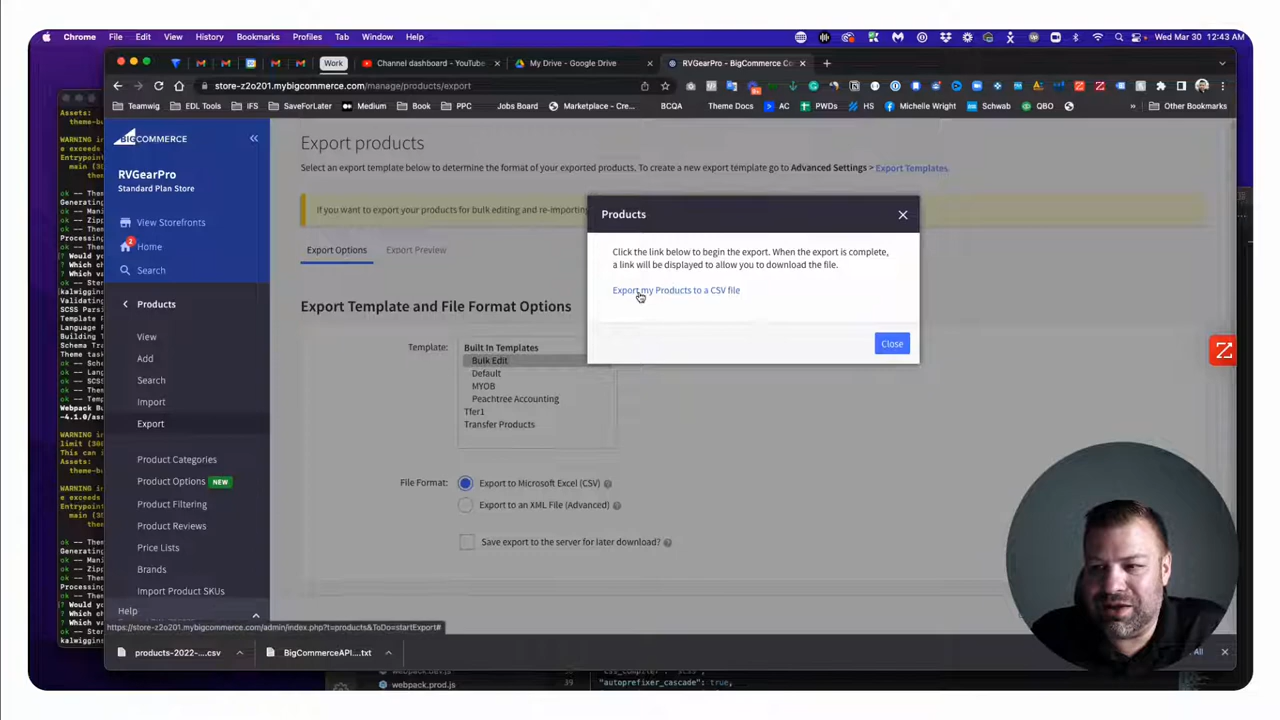 Chrome File Edit View History Bookmarks Profiles Tab Window Help
Wed Mar 30 12:43 AM
Work Channel dashboard - YouTube My Drive - Google Drive RVGearPro - BigCommerce Co
store-z2o201.mybigcommerce.com/manage/products/export
Teamwig EDL Tools IFS SaveForLater Medium Book PPC Jobs Board Marketplace - Cre... BCQA Theme Docs AC PWDs HS Michelle Wright Schwab QBO » Other Bookmarks
BIGCOMMERCE
RVGearPro
Standard Plan Store
View Storefronts
2
Home
Search
Products
View
Add
Search
Import
Export
Product Categories
Product Options NEW
Product Filtering
Product Reviews
Price Lists
Brands
Import Product SKUs
Help
Export products
Select an export template below to determine the format of your exported products. To create a new export template go to Advanced Settings > Export Templates.
If you want to export your products for bulk editing and re-importing
Export Options Export Preview
Export Template and File Format Options
Template:
Built In Templates
Bulk Edit
Default
MYOB
Peachtree Accounting
Tfer1
Transfer Products
File Format:
Export to Microsoft Excel (CSV)
Export to an XML File (Advanced)
Save export to the server for later download?
Products
Click the link below to begin the export. When the export is complete,
a link will be displayed to allow you to download the file.
Export my Products to a CSV file
Close
https://store-z2o201.mybigcommerce.com/admin/index.php?t=products&ToDo=startExport#
products-2022-....csv
BigCommerceAPI....txt
All
webpack.prod.js
39
"autoprefixer_cascade": true,